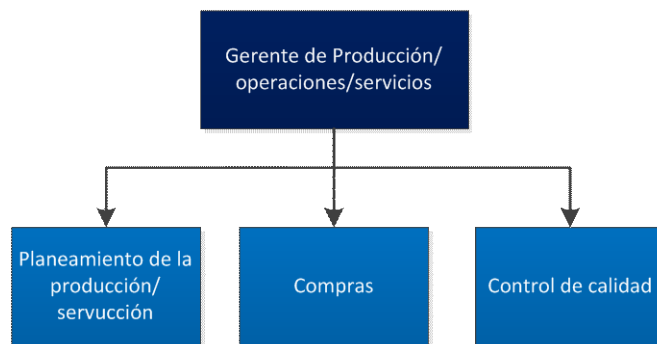 Gerente de Producción/
operaciones/servicios
Planeamiento de la
producción/
servucción
Compras
Control de calidad